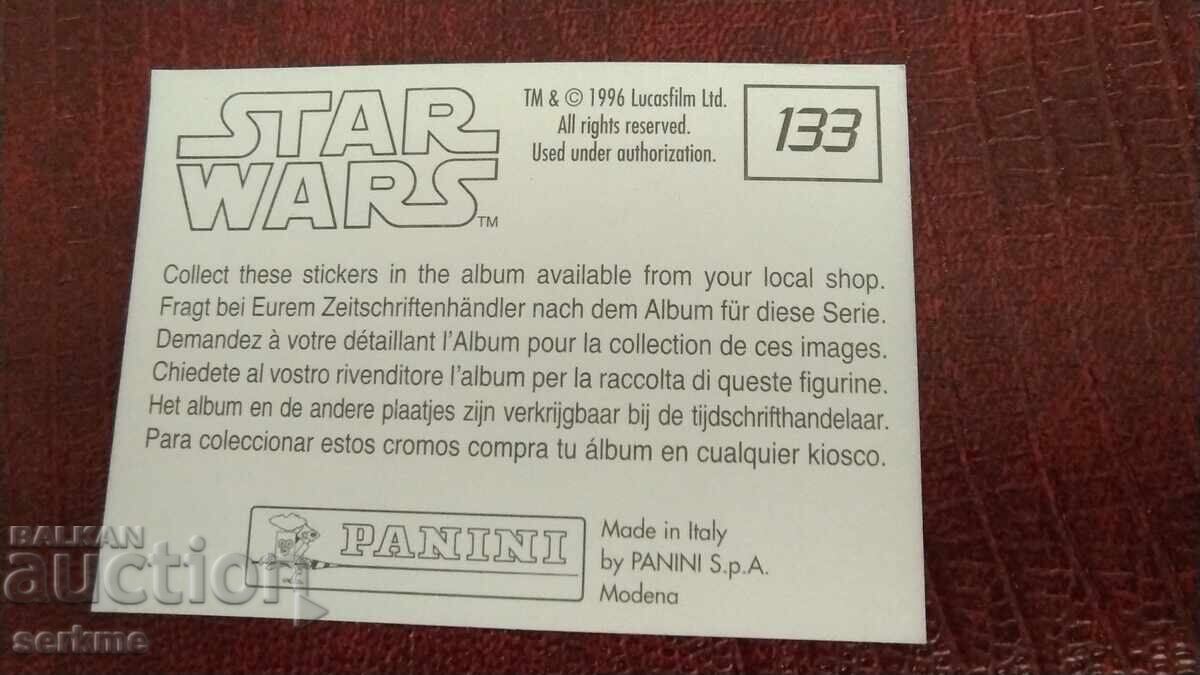 STAR
WARS
TM
TM & © 1996 Lucasfilm Ltd.
All rights reserved.
Used under authorization.
133
Collect these stickers in the album available from your local shop.
Fragt bei Eurem Zeitschriftenhändler nach dem Album für diese Serie.
Demandez à votre détaillant l'Album pour la collection de ces images.
Chiedete al vostro rivenditore l'album per la raccolta di queste figurine.
Het album en de andere plaatjes zijn verkrijgbaar bij de tijdschrifthandelaar.
Para coleccionar estos cromos compra tu álbum en cualquier kiosco.
PANINI
Made in Italy
by PANINI S.p.A.
Modena
BALKAN
auction
serkme